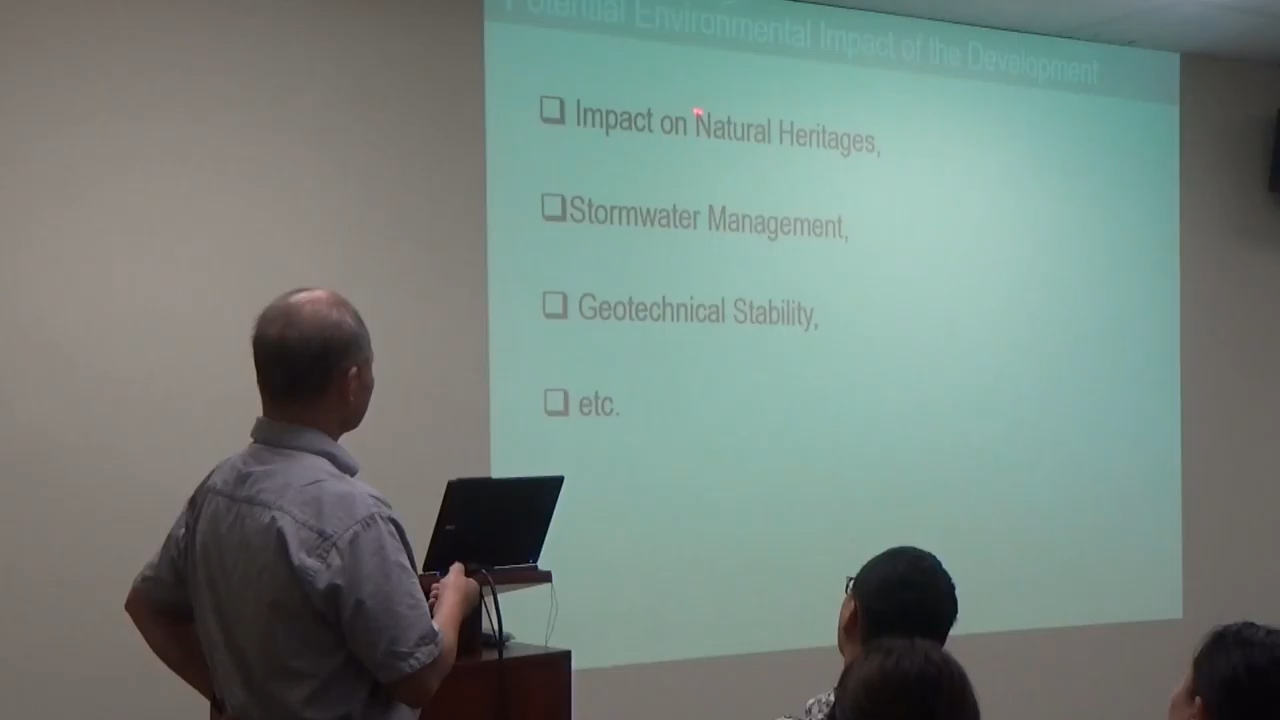 Potential Environmental Impact of the Development
❑ Impact on Natural Heritages,
❑Stormwater Management,
❑ Geotechnical Stability,
❑ etc.